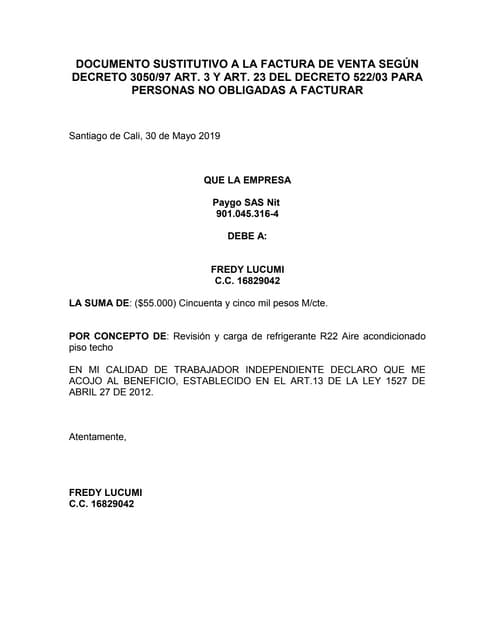 DOCUMENTO SUSTITUTIVO A LA FACTURA DE VENTA SEGÚN
DECRETO 3050/97 ART. 3 Y ART. 23 DEL DECRETO 522/03 PARA
PERSONAS NO OBLIGADAS A FACTURAR
Santiago de Cali, 30 de Mayo 2019
QUE LA EMPRESA
Paygo SAS Nit
901.045.316-4
DEBE A:
FREDY LUCUMI
C.C. 16829042
LA SUMA DE: ($55.000) Cincuenta y cinco mil pesos M/cte.
POR CONCEPTO DE: Revisión y carga de refrigerante R22 Aire acondicionado
piso techo
EN MI CALIDAD DE TRABAJADOR INDEPENDIENTE DECLARO QUE ME
ACOJO AL BENEFICIO, ESTABLECIDO EN EL ART.13 DE LA LEY 1527 DE
ABRIL 27 DE 2012.
Atentamente,
FREDY LUCUMI
C.C. 16829042